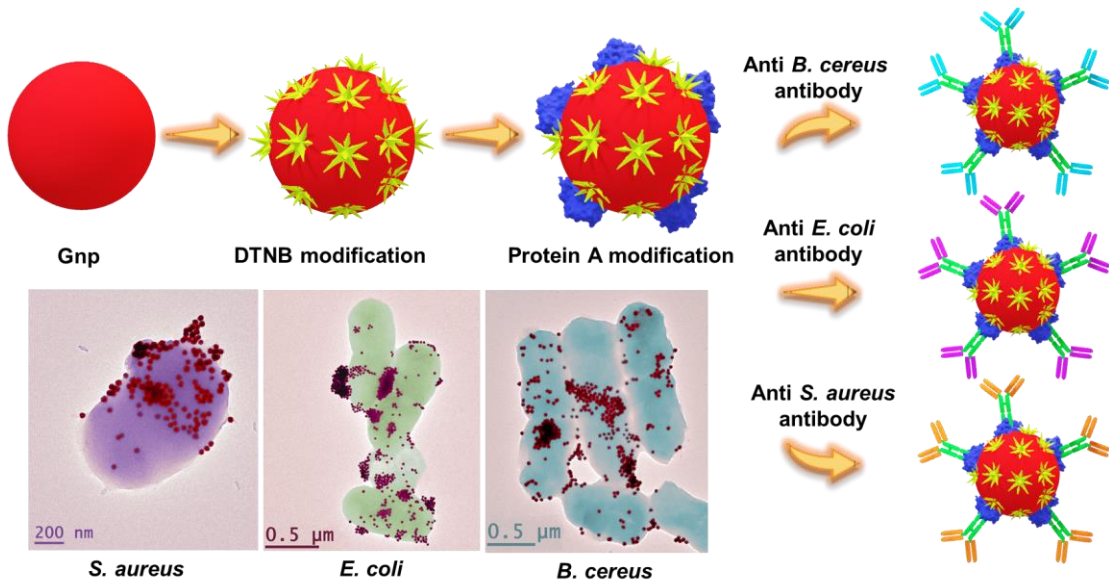 Gnp
DTNB modification
Protein A modification
Anti B. cereus
antibody
Anti E. coli
antibody
Anti S. aureus
antibody
200 nm
0.5 µm
0.5 µm
S. aureus
E. coli
B. cereus